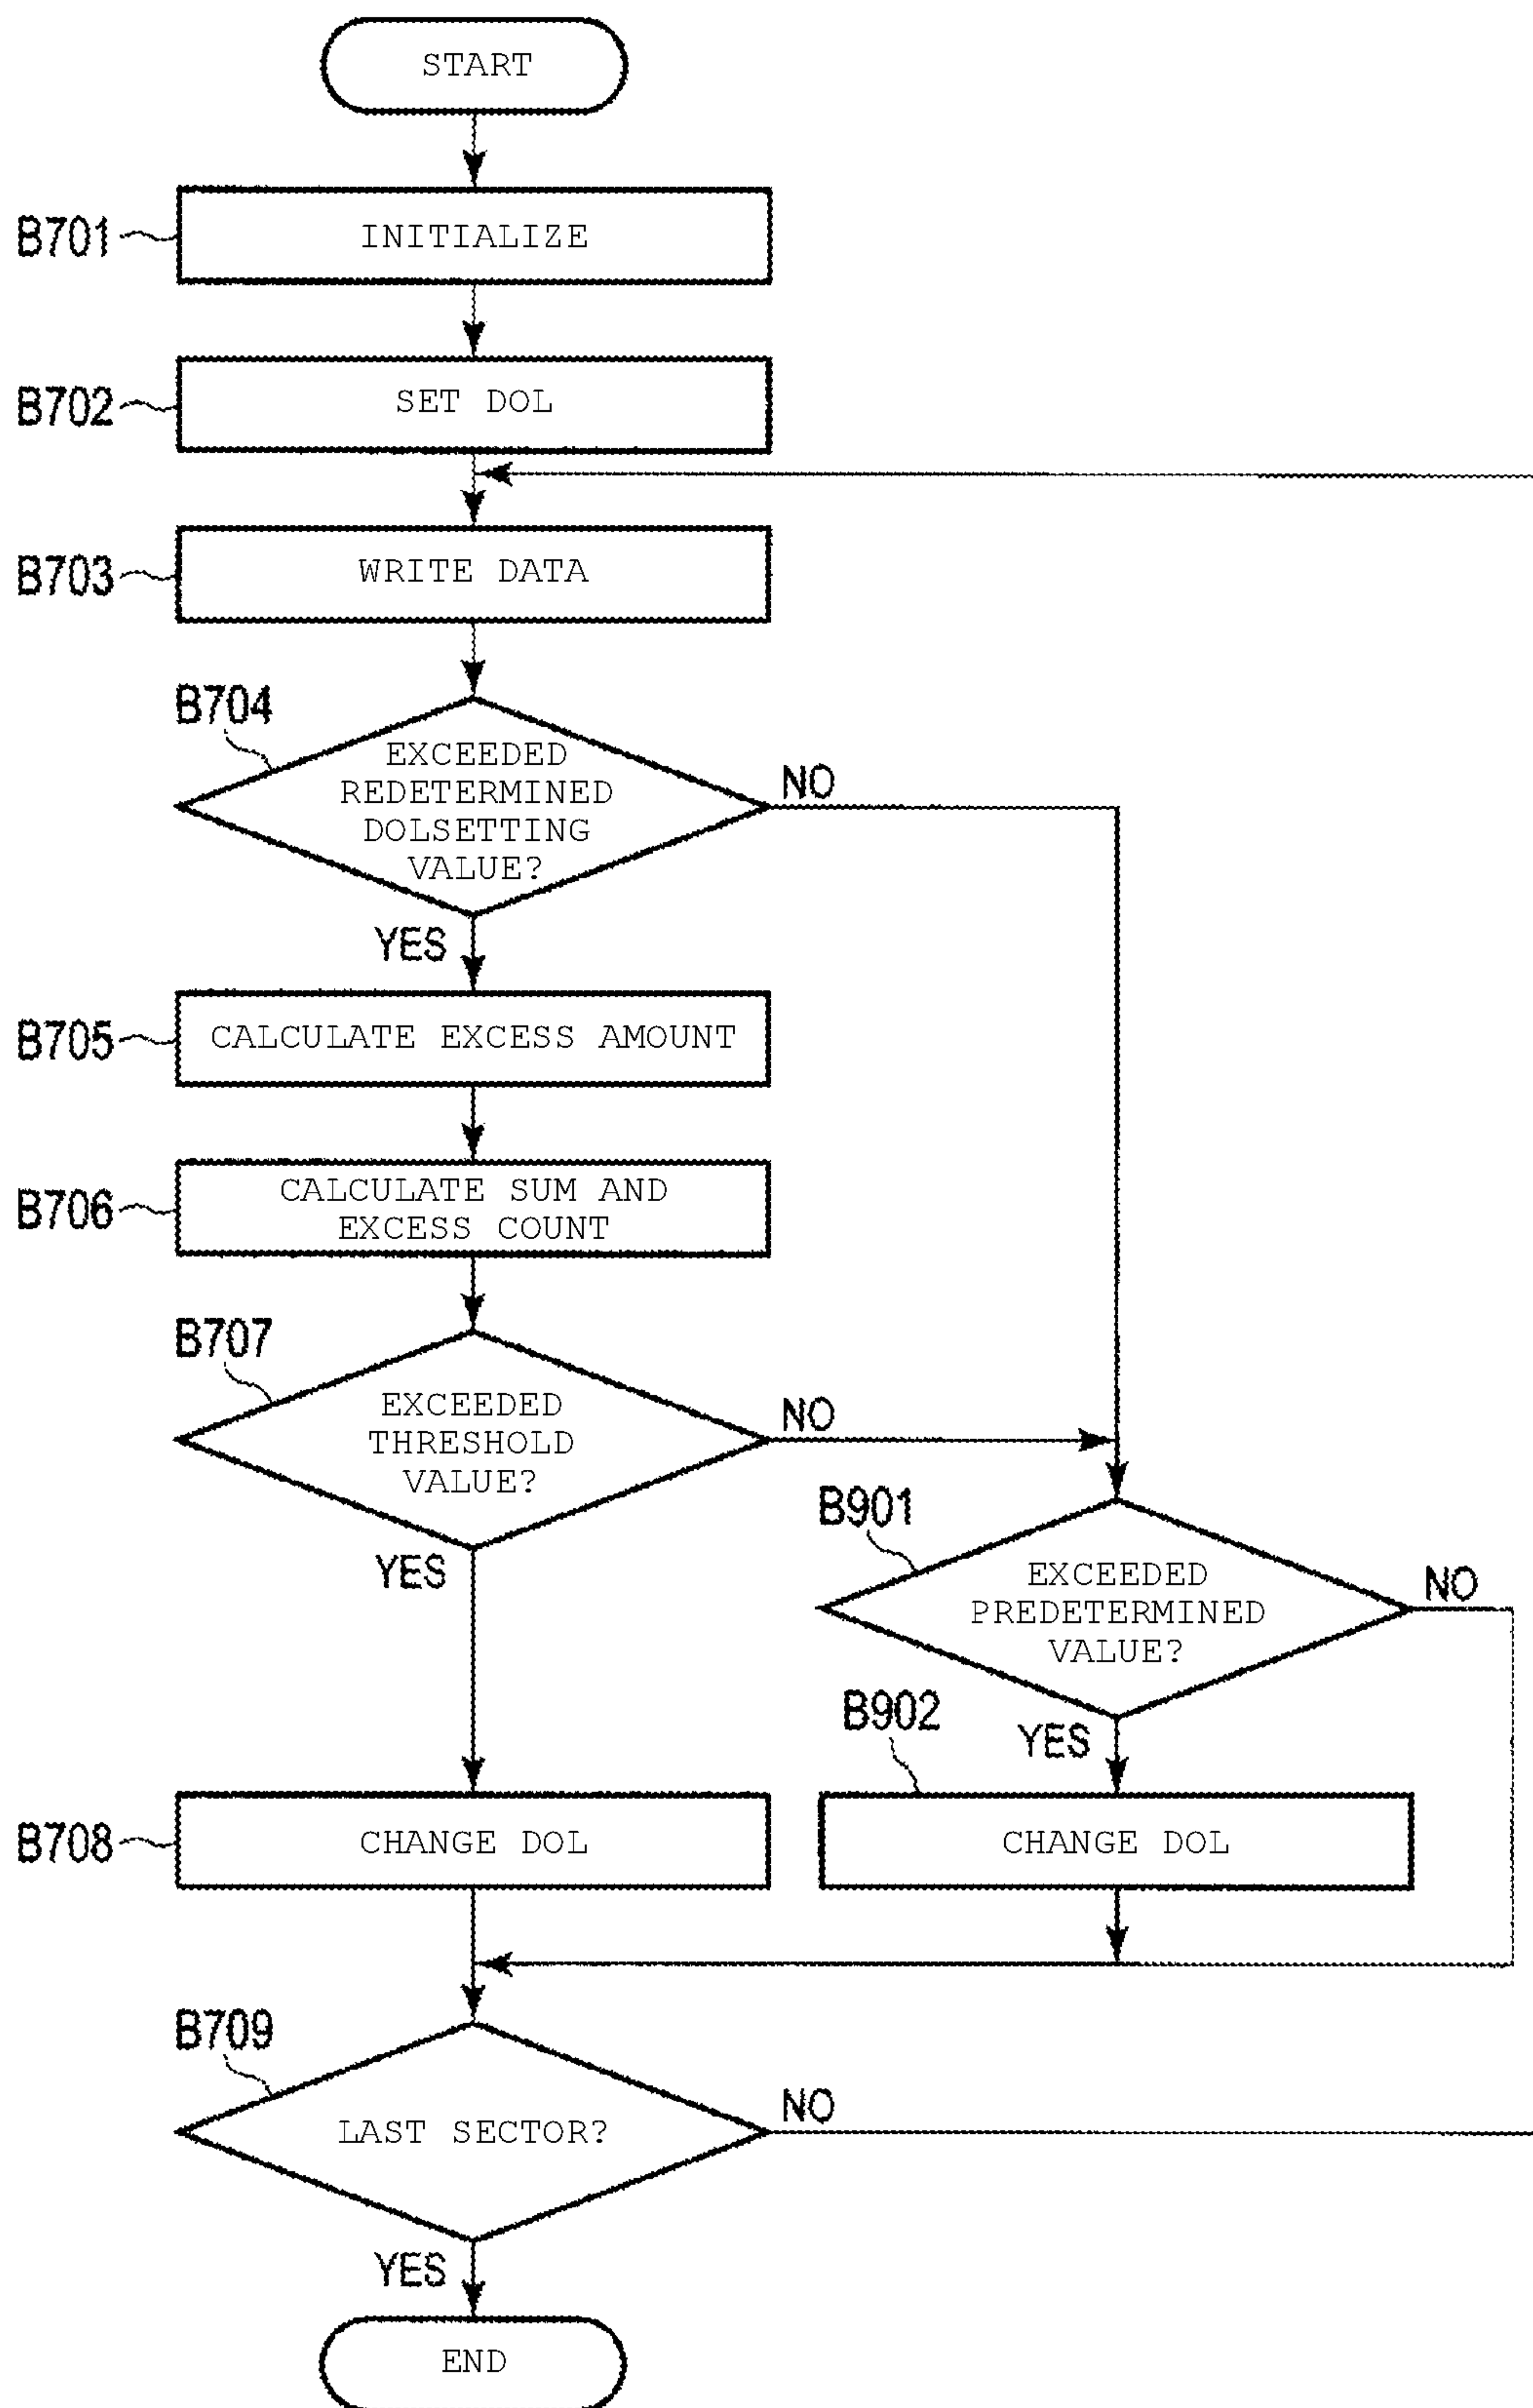 START
B701
INITIALIZE
B702
SET DOL
B703
WRITE DATA
B704
EXCEEDED
REDETERMINED
DOLSETTING
VALUE?
NO
YES
B705
CALCULATE EXCESS AMOUNT
B706
CALCULATE SUM AND
EXCESS COUNT
B707
EXCEEDED
THRESHOLD
VALUE?
NO
YES
B901
EXCEEDED
PREDETERMINED
VALUE?
NO
YES
B902
B708
CHANGE DOL
CHANGE DOL
B709
LAST SECTOR?
NO
YES
END